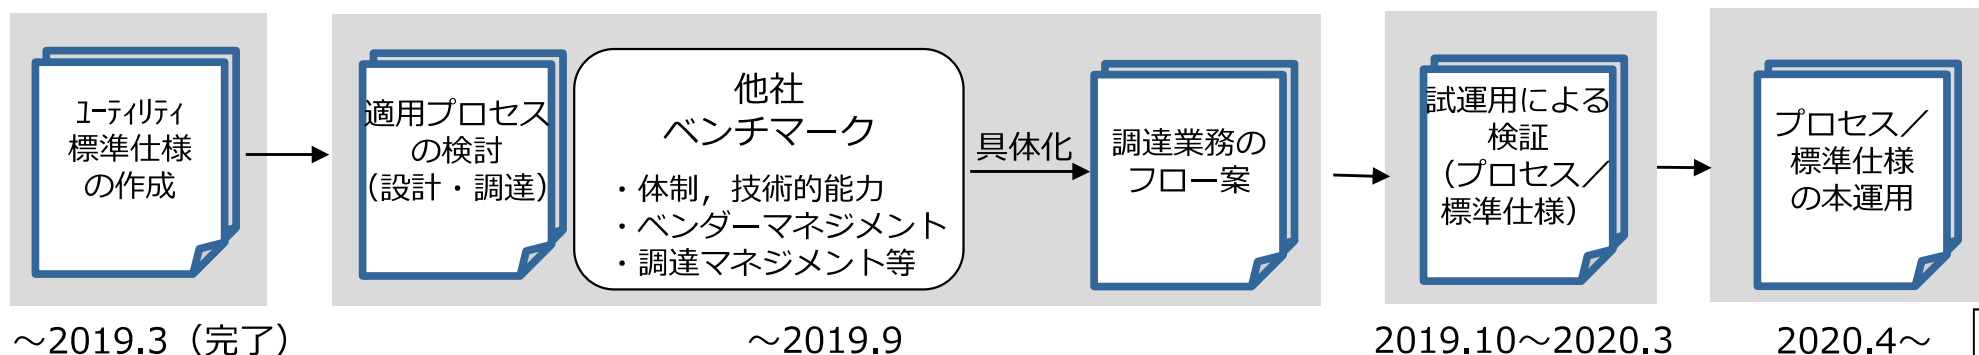 ﾕｰﾃｨﾘﾃｨ
標準仕様
の作成
適用プロセス
の検討
（設計・調達）
他社
ベンチマーク
・体制，技術的能力
・ベンダーマネジメント
・調達マネジメント等
具体化
調達業務の
フロー案
試運用による
検証
（プロセス／
標準仕様）
プロセス／
標準仕様
の本運用
～2019.3（完了）
～2019.9
2019.10～2020.3
2020.4～